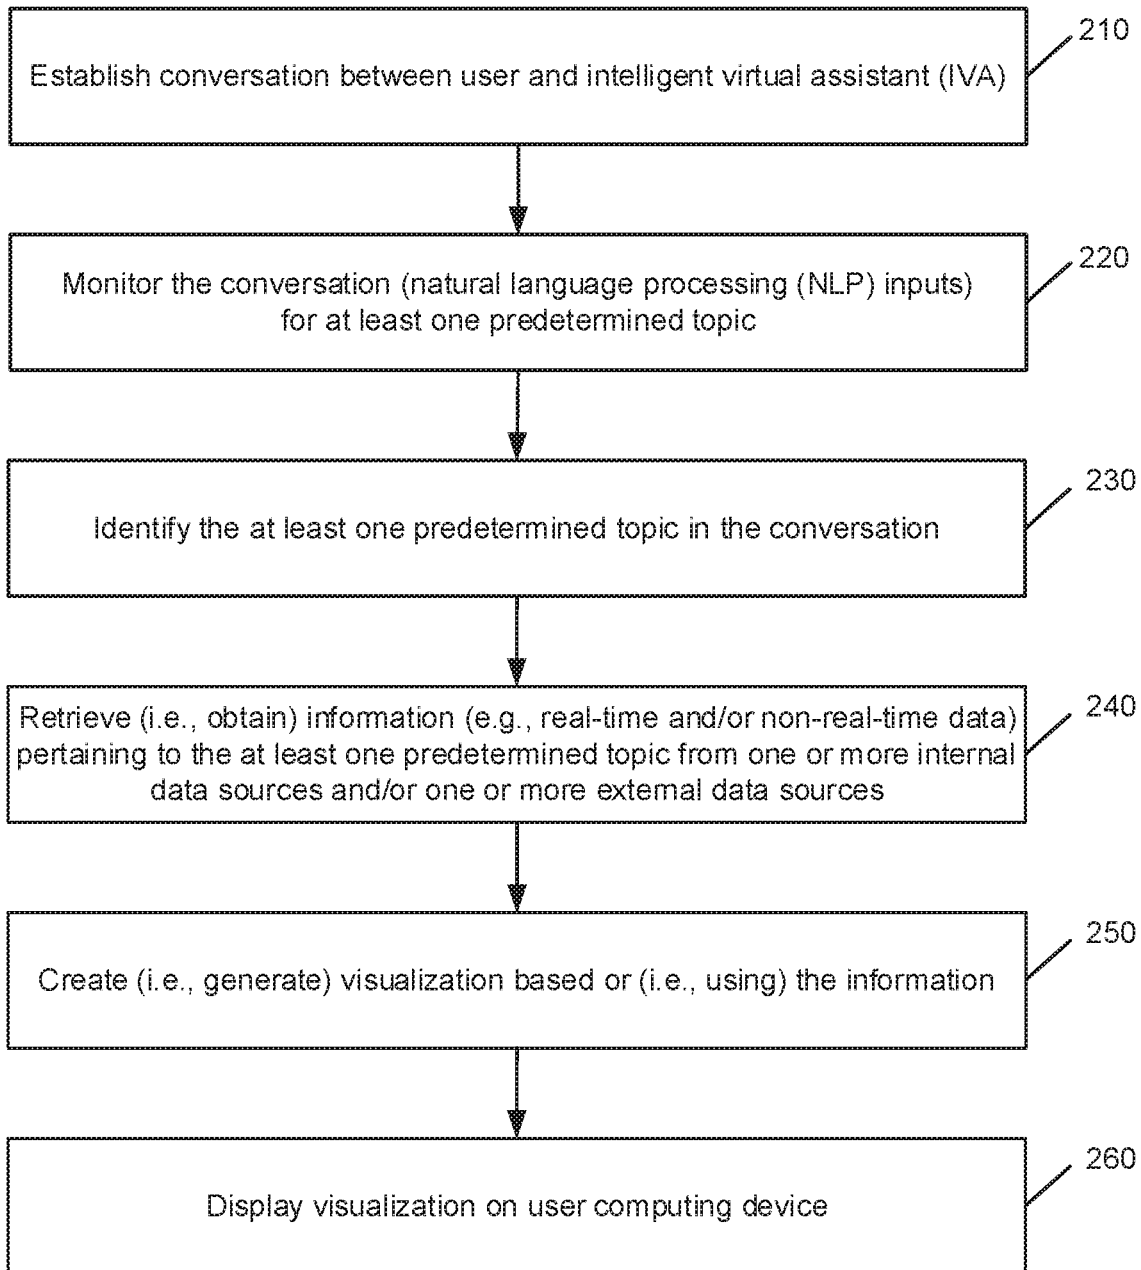 210
Establish conversation between user and intelligent virtual assistant (IVA)
220
Monitor the conversation (natural language processing (NLP) inputs)
for at least one predetermined topic
230
Identify the at least one predetermined topic in the conversation
240
Retrieve (i.e., obtain) information (e.g., real-time and/or non-real-time data)
pertaining to the at least one predetermined topic from one or more internal
data sources and/or one or more external data sources
250
Create (i.e., generate) visualization based or (i.e., using) the information
260
Display visualization on user computing device